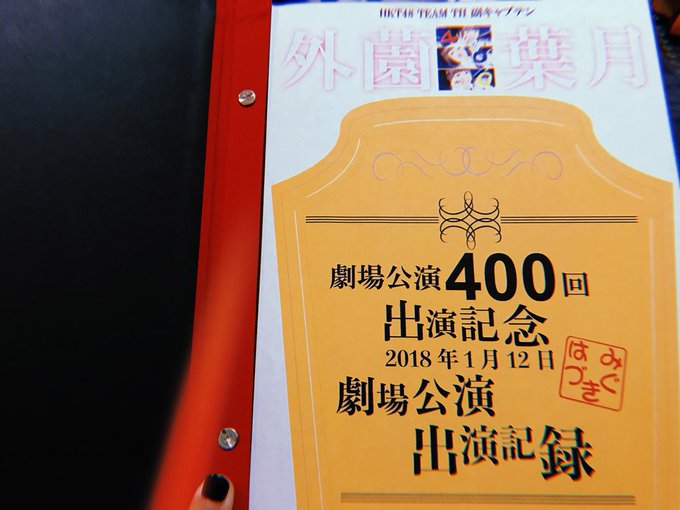 HKT48 TEAM TII 副キャプテン
外薗 葉月
劇場公演400回
出演記念
2018年1月12日
はづき
みぐ
劇場公演
出演記録